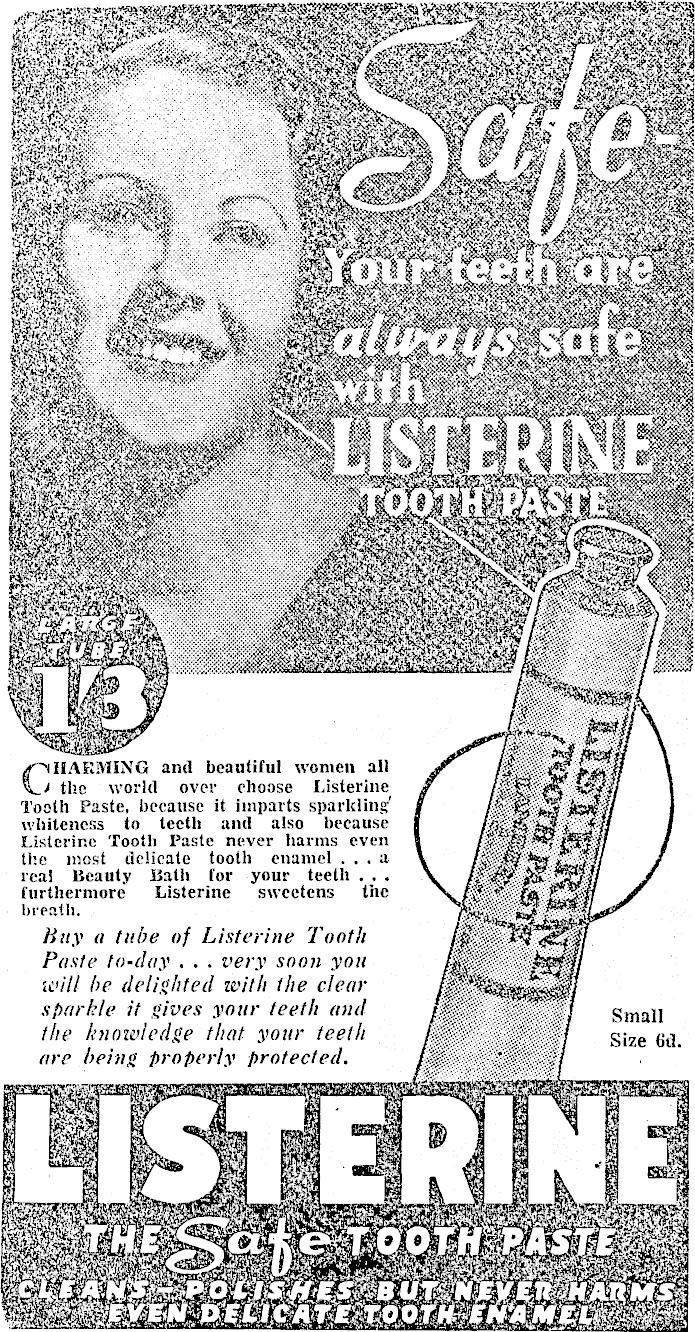 Safe-
Your teeth are
always safe
with
LISTERINE
TOOTH PASTE
LARGE
TUBE
1'3
CHARMING and beautiful women all
the world over choose Listerine
Tooth Paste, because it imparts sparkling
whiteness to teeth and also because
Listerine Tooth Paste never harms even
the most delicate tooth enamel . . . a
real Beauty Bath for your teeth . . .
furthermore Listerine sweetens the
breath.
Buy a tube of Listerine Tooth
Paste to-day . . . very soon you
will be delighted with the clear
sparkle it gives your teeth and
the knowledge that your teeth
are being properly protected.
LISTERINE
TOOTH PASTE
Small
Size 6d.
LISTERINE
THE Safe TOOTH PASTE
CLEANS - POLISHES BUT NEVER HARMS
EVEN DELICATE TOOTH ENAMEL